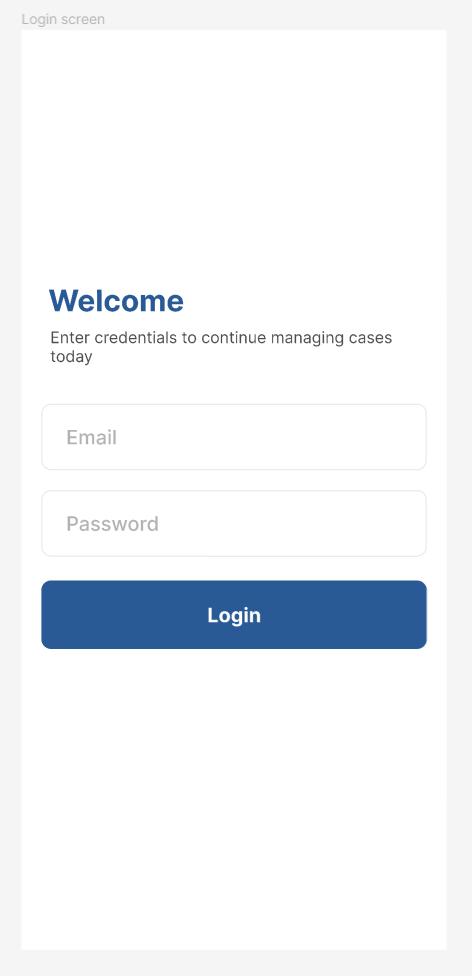 Login screen
Welcome
Enter credentials to continue managing cases
today
Email
Password
Login